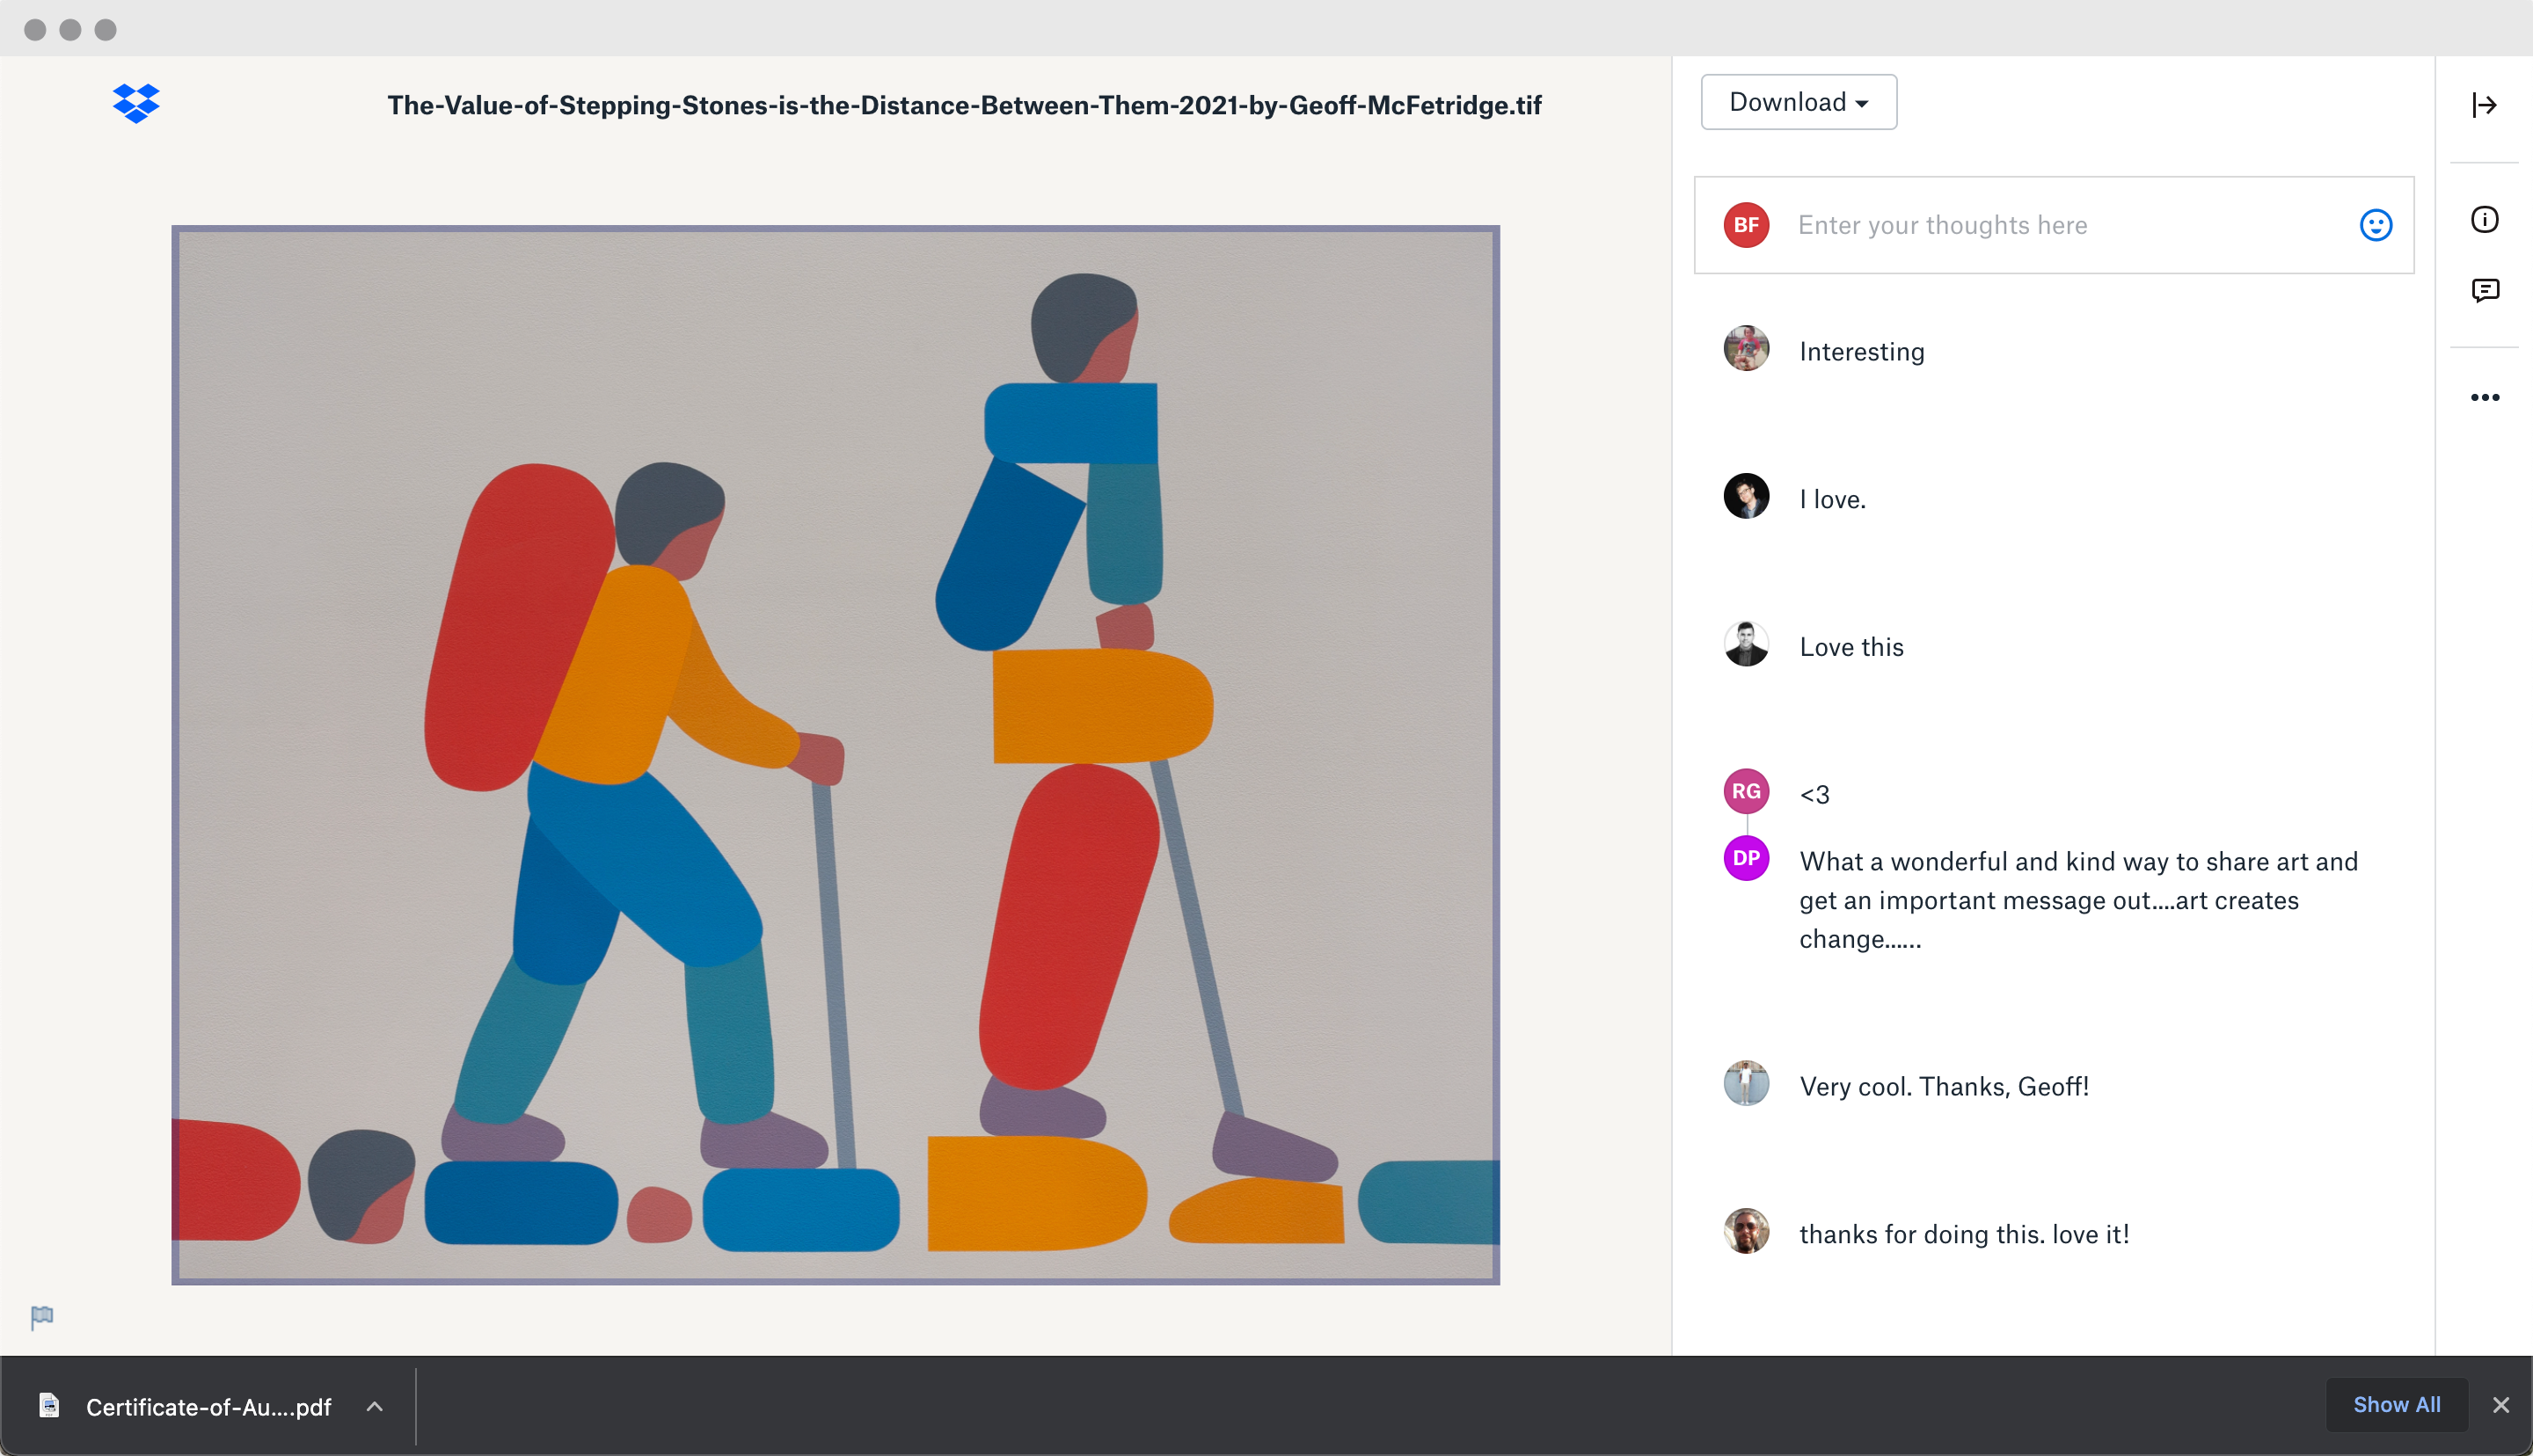 The-Value-of-Stepping-Stones-is-the-Distance-Between-Them-2021-by-Geoff-McFetridge.tif
Download
BF
Enter your thoughts here
Interesting
I love.
Love this
RG
<3
DP
What a wonderful and kind way to share art and
get an important message out....art creates
change......
Very cool. Thanks, Geoff!
thanks for doing this. love it!
Certificate-of-Au....pdf
Show All